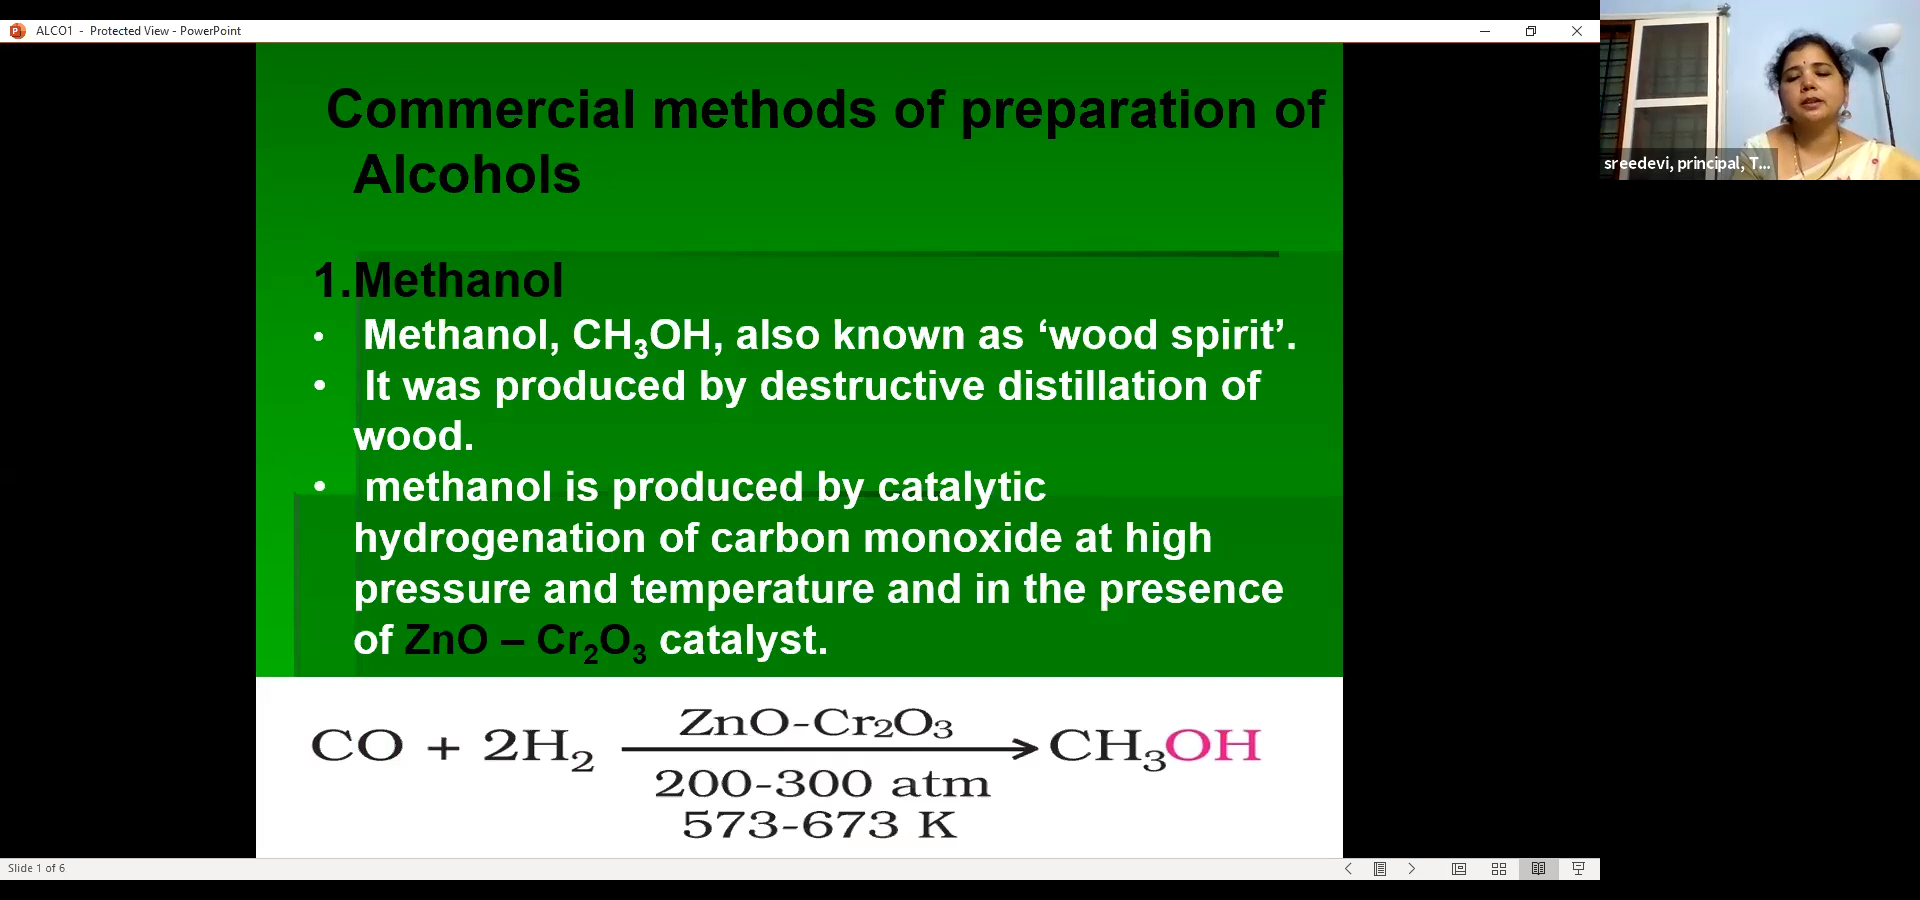 ALCO1 - Protected View - PowerPoint
Commercial methods of preparation of
Alcohols
sreedevi, principal, T...
1.Methanol
• Methanol, CH₃OH, also known as ‘wood spirit’.
• It was produced by destructive distillation of
wood.
• methanol is produced by catalytic
hydrogenation of carbon monoxide at high
pressure and temperature and in the presence
of ZnO – Cr₂O₃ catalyst.
ZnO-Cr₂O₃
CO + 2H₂ → CH₃OH
200-300 atm
573-673 K
Slide 1 of 6